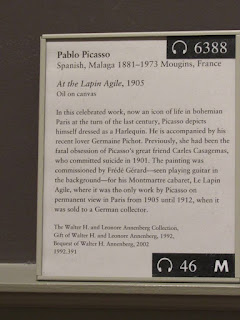 6388
Pablo Picasso
Spanish, Malaga 1881–1973 Mougins, France
At the Lapin Agile, 1905
Oil on canvas
In this celebrated work, now an icon of life in bohemian
Paris at the turn of the last century, Picasso depicts
himself dressed as a Harlequin. He is accompanied by his
recent lover Germaine Pichot. Previously, she had been the
fatal obsession of Picasso's great friend Carles Casagemas,
who committed suicide in 1901. The painting was
commissioned by Frédé Gérard—seen playing guitar in
the background—for his Montmartre cabaret, Le Lapin
Agile, where it was the only work by Picasso on
permanent view in Paris from 1905 until 1912, when it
was sold to a German collector.
The Walter H. and Leonore Annenberg Collection,
Gift of Walter H. and Leonore Annenberg, 1992,
Bequest of Walter H. Annenberg, 2002
1992.391
46 M